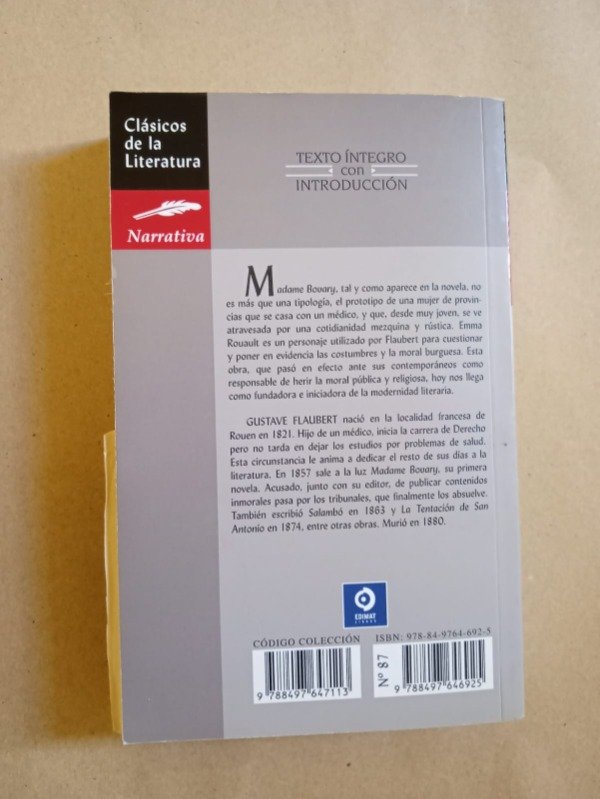 Clásicos
de la
Literatura
Narrativa
TEXTO ÍNTEGRO
con
INTRODUCCIÓN
Madame Bovary, tal y como aparece en la novela, no
es más que una tipología, el prototipo de una mujer de provin-
cias que se casa con un médico, y que, desde muy joven, se ve
atravesada por una cotidianidad mezquina y rústica. Emma
Rouault es un personaje utilizado por Flaubert para cuestionar
y poner en evidencia las costumbres y la moral burguesa. Esta
obra, que pasó en efecto ante sus contemporáneos como
responsable de herir la moral pública y religiosa, hoy nos llega
como fundadora e iniciadora de la modernidad literaria.
GUSTAVE FLAUBERT nació en la localidad francesa de
Rouen en 1821. Hijo de un médico, inicia la carrera de Derecho
pero no tarda en dejar los estudios por problemas de salud.
Esta circunstancia le anima a dedicar el resto de sus días a la
literatura. En 1857 sale a la luz Madame Bovary, su primera
novela. Acusado, junto con su editor, de publicar contenidos
inmorales pasa por los tribunales, que finalmente los absuelve.
También escribió Salambó en 1863 y La Tentación de San
Antonio en 1874, entre otras obras. Murió en 1880.
EDIMAT
LIBROS
CÓDIGO COLECCIÓN
9 788497 647113
ISBN: 978-84-9764-692-5
Nº 87
9 788497 646925